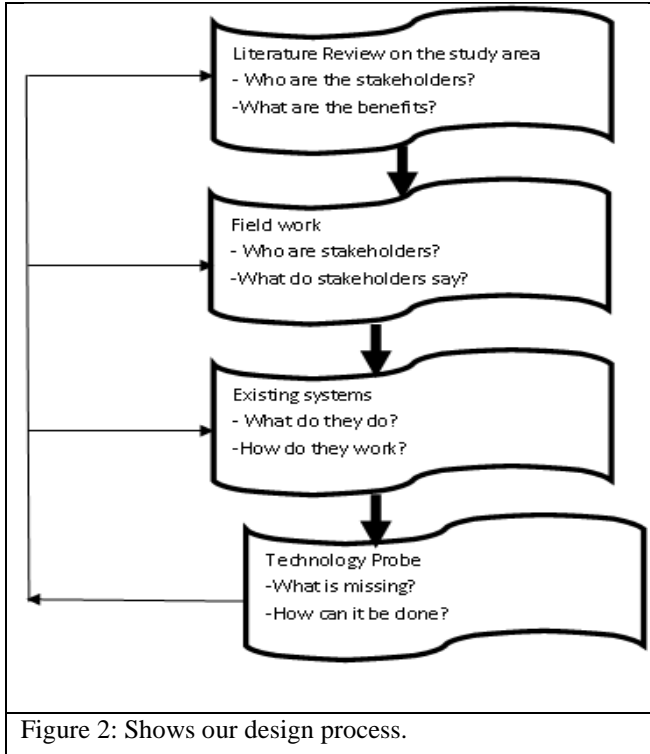 Literature Review on the study area
- Who are the stakeholders?
-What are the benefits?
Field work
- Who are stakeholders?
-What do stakeholders say?
Existing systems
- What do they do?
-How do they work?
Technology Probe
-What is missing?
-How can it be done?
Figure 2: Shows our design process.